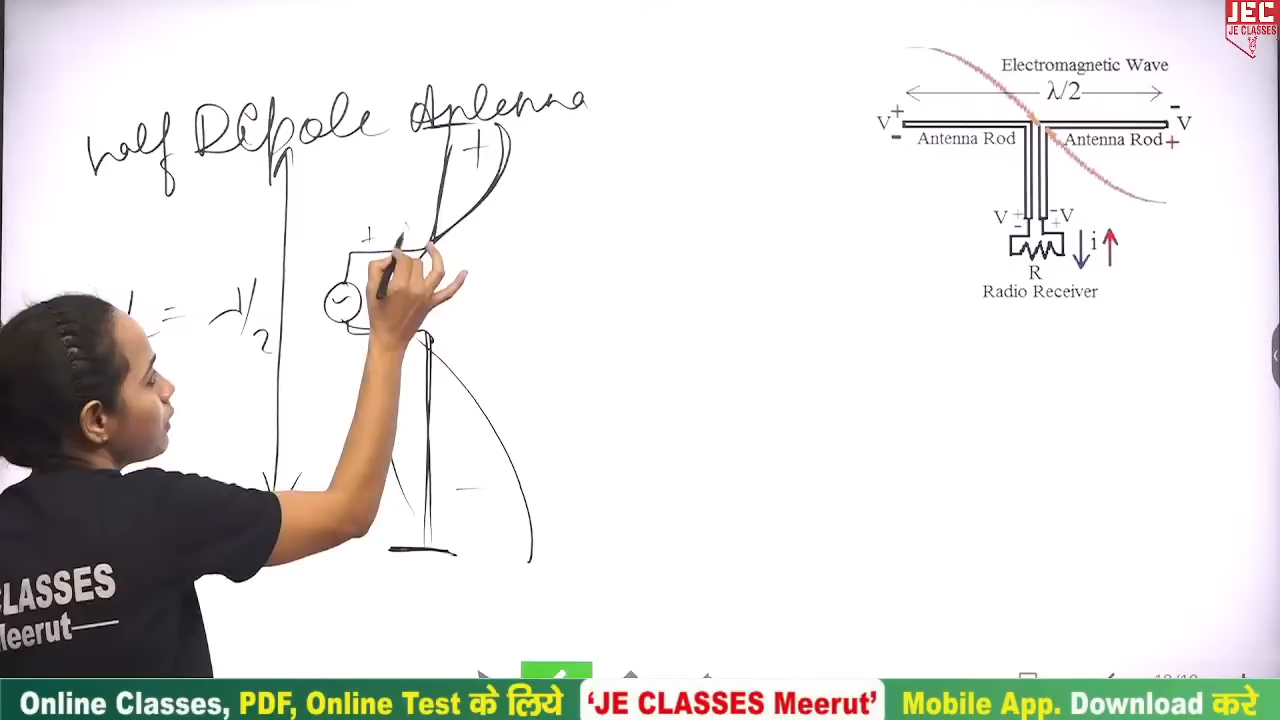 JEC
JE CLASSES
Half Dipole Antenna
Electromagnetic Wave
λ/2
V + - - + V
Antenna Rod Antenna Rod
V + - - + V
i
R
Radio Receiver
+
+
= λ/2
-
CLASSES
Meerut
Online Classes, PDF, Online Test के लिये 'JE CLASSES Meerut' Mobile App. Download करे